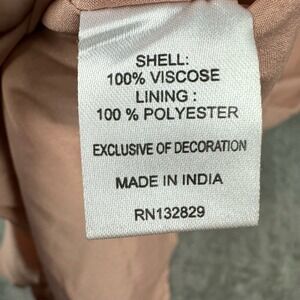 SHELL:
100% VISCOSE
LINING :
100 % POLYESTER
EXCLUSIVE OF DECORATION
MADE IN INDIA
RN132829